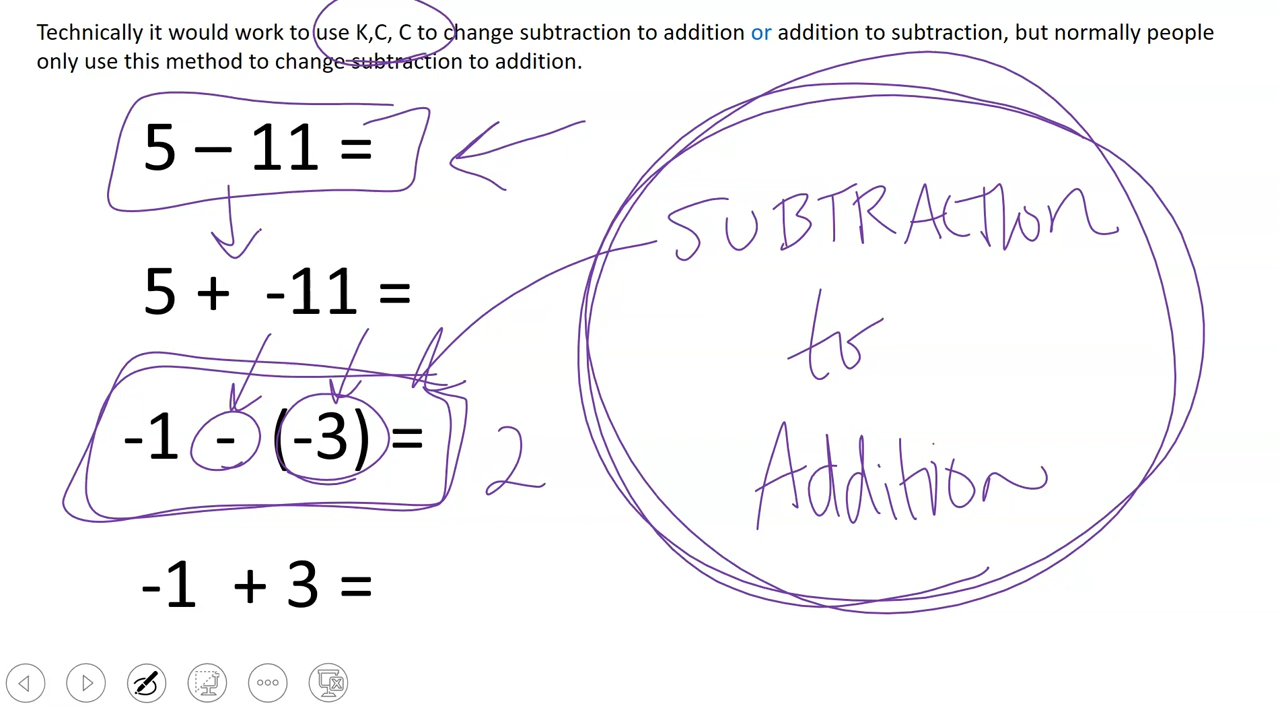 Technically it would work to use K,C, C to change subtraction to addition or addition to subtraction, but normally people
only use this method to change subtraction to addition.
5 – 11 =
5 + -11 =
-1 - (-3) = 2
-1 + 3 =
SUBTRACTION
to
Addition